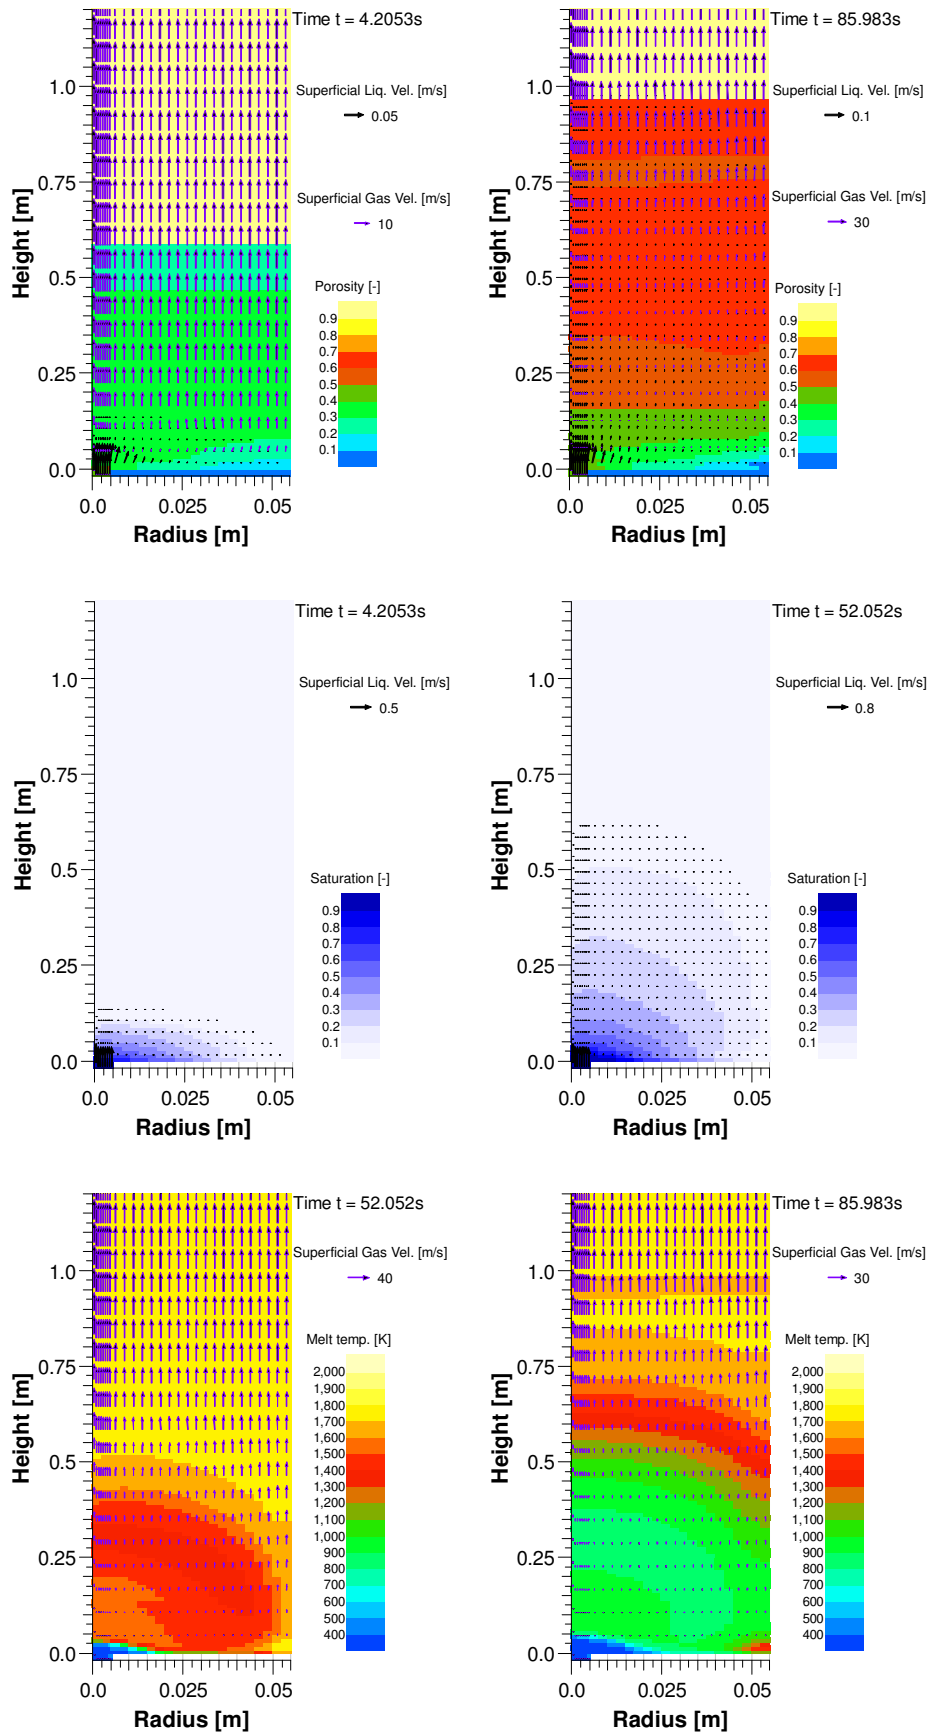 Time t = 4.2053s
Superficial Liq. Vel. [m/s]
0.05
Superficial Gas Vel. [m/s]
10
Porosity [-]
0.9
0.8
0.7
0.6
0.5
0.4
0.3
0.2
0.1
Height [m]
1.0
0.75
0.5
0.25
0.0
0.0 0.025 0.05
Radius [m]
Time t = 85.983s
Superficial Liq. Vel. [m/s]
0.1
Superficial Gas Vel. [m/s]
30
Porosity [-]
0.9
0.8
0.7
0.6
0.5
0.4
0.3
0.2
0.1
Height [m]
1.0
0.75
0.5
0.25
0.0
0.0 0.025 0.05
Radius [m]
Time t = 4.2053s
Superficial Liq. Vel. [m/s]
0.5
Saturation [-]
0.9
0.8
0.7
0.6
0.5
0.4
0.3
0.2
0.1
Height [m]
1.0
0.75
0.5
0.25
0.0
0.0 0.025 0.05
Radius [m]
Time t = 52.052s
Superficial Liq. Vel. [m/s]
0.8
Saturation [-]
0.9
0.8
0.7
0.6
0.5
0.4
0.3
0.2
0.1
Height [m]
1.0
0.75
0.5
0.25
0.0
0.0 0.025 0.05
Radius [m]
Time t = 52.052s
Superficial Gas Vel. [m/s]
40
Melt temp. [K]
2,000
1,900
1,800
1,700
1,600
1,500
1,400
1,300
1,200
1,100
1,000
900
800
700
600
500
400
Height [m]
1.0
0.75
0.5
0.25
0.0
0.0 0.025 0.05
Radius [m]
Time t = 85.983s
Superficial Gas Vel. [m/s]
30
Melt temp. [K]
2,000
1,900
1,800
1,700
1,600
1,500
1,400
1,300
1,200
1,100
1,000
900
800
700
600
500
400
Height [m]
1.0
0.75
0.5
0.25
0.0
0.0 0.025 0.05
Radius [m]